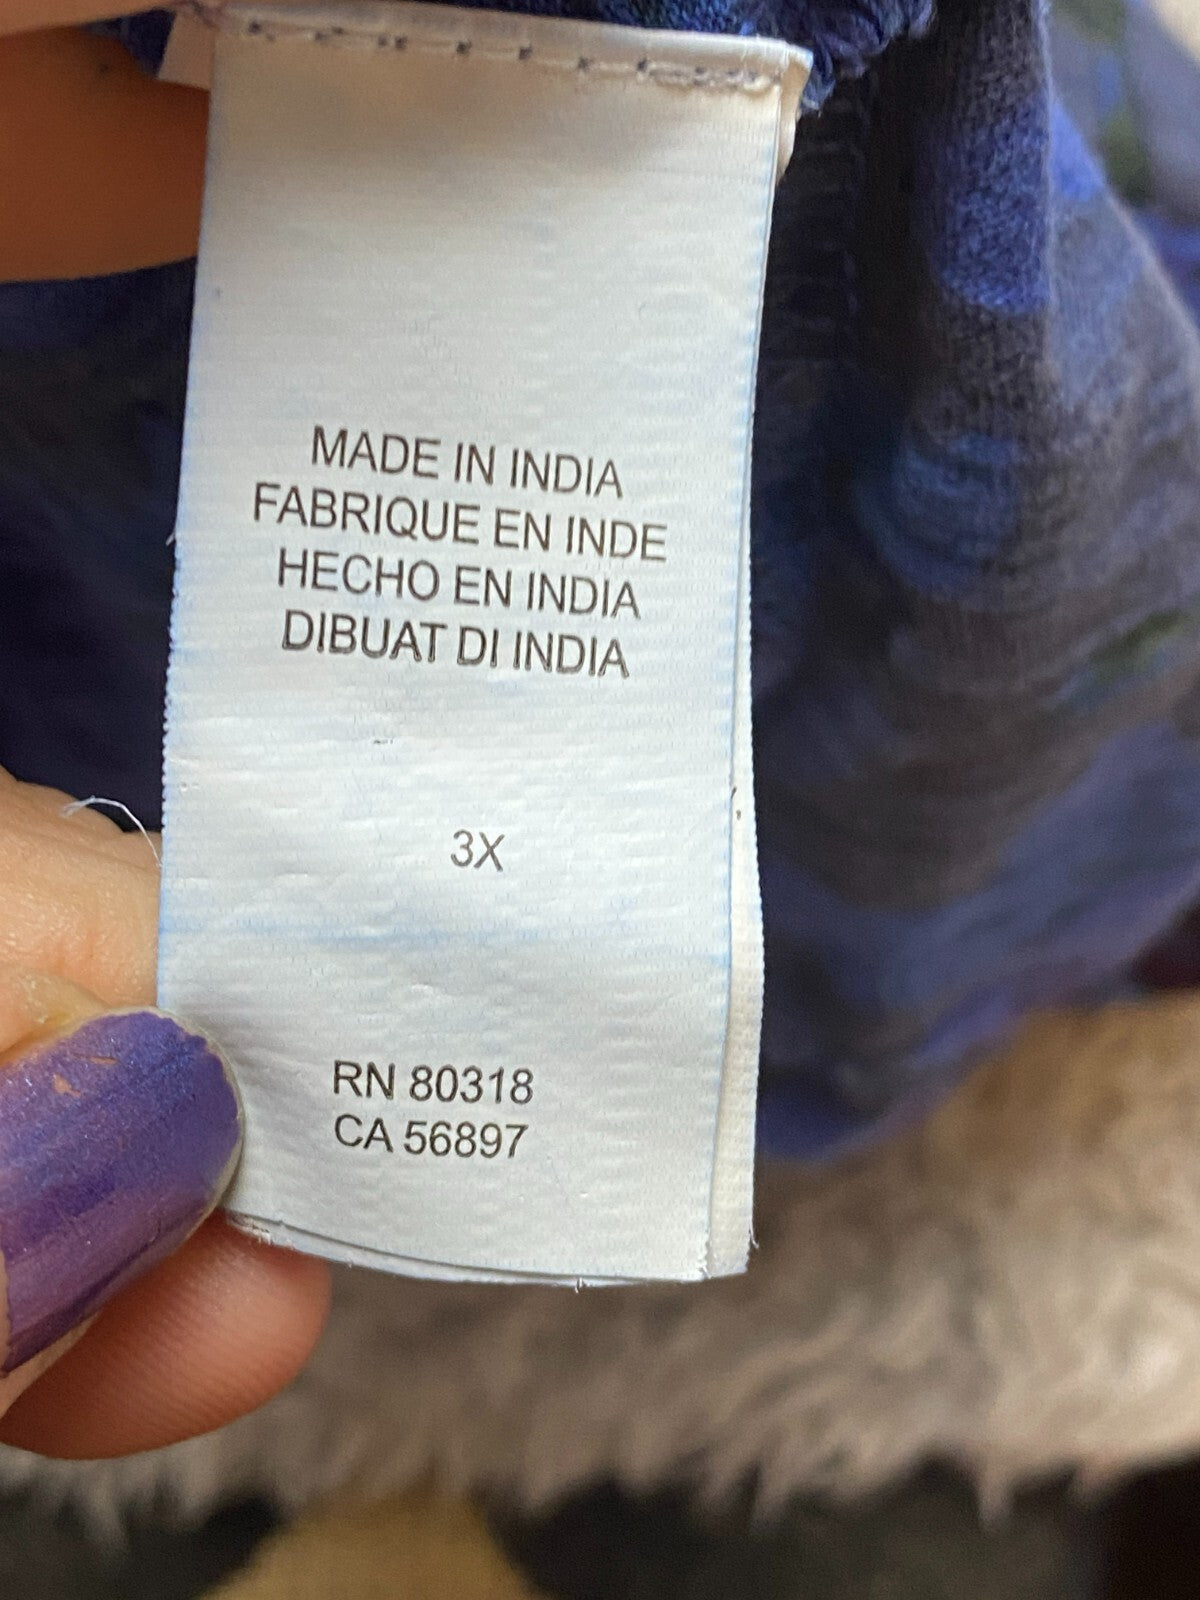 MADE IN INDIA
FABRIQUE EN INDE
HECHO EN INDIA
DIBUAT DI INDIA
3X
RN 80318
CA 56897